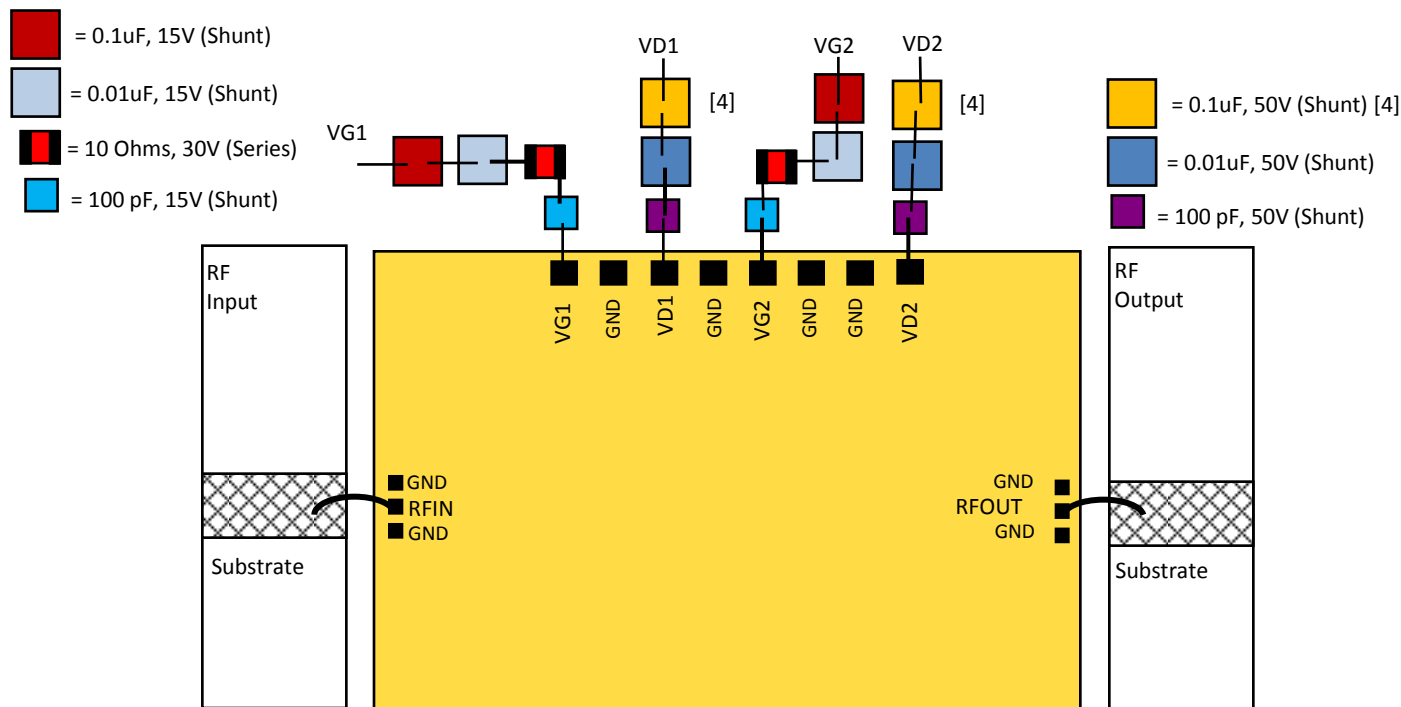 = 0.1uF, 15V (Shunt)
= 0.01uF, 15V (Shunt)
= 10 Ohms, 30V (Series)
= 100 pF, 15V (Shunt)
VG1
VD1
[4]
VG2
VD2
[4]
= 0.1uF, 50V (Shunt) [4]
= 0.01uF, 50V (Shunt)
= 100 pF, 50V (Shunt)
RF
Input
Substrate
VG1
GND
VD1
GND
VG2
GND
GND
VD2
GND
RFIN
GND
GND
RFOUT
GND
RF
Output
Substrate